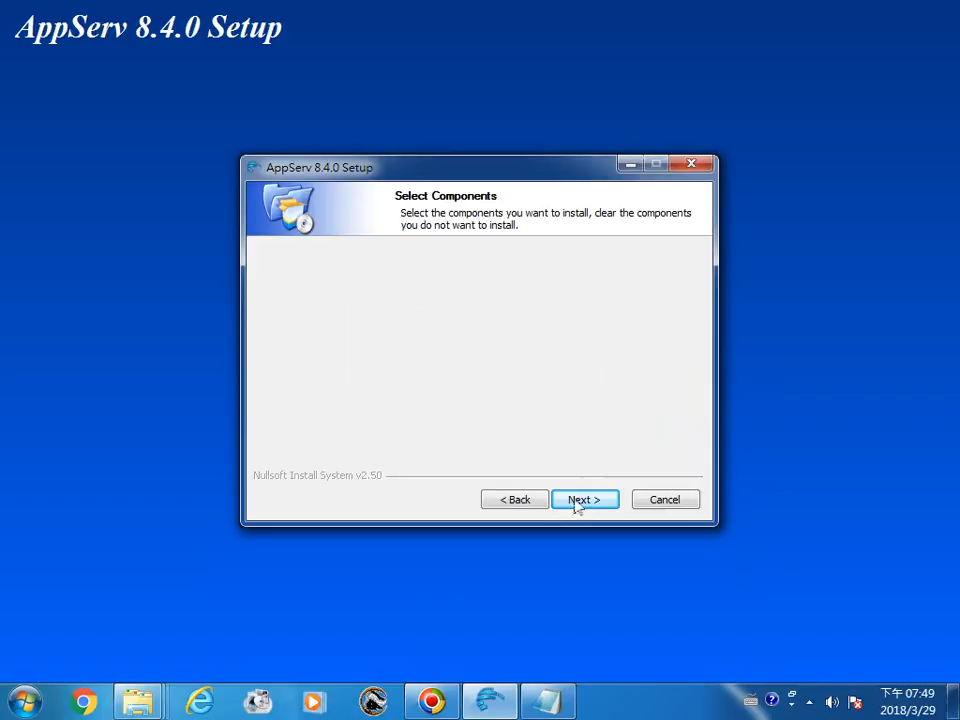 AppServ 8.4.0 Setup
AppServ 8.4.0 Setup
Select Components
Select the components you want to install, clear the components
you do not want to install.
Nullsoft Install System v2.50
< Back
Next >
Cancel
下午 07:49
2018/3/29